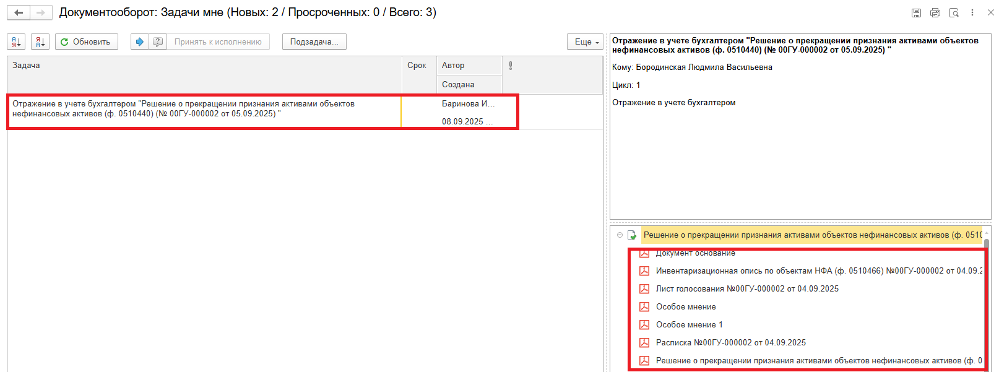 Документооборот: Задачи мне (Новых: 2 / Просроченных: 0 / Всего: 3)
Обновить
Принять к исполнению
Подзадача...
Еще
Задача
Срок
Автор
Создана
Отражение в учете бухгалтером "Решение о прекращении признания активами объектов
нефинансовых активов (ф. 0510440) (№ 00ГУ-000002 от 05.09.2025) "
Баринова И...
08.09.2025 ...
Отражение в учете бухгалтером "Решение о прекращении признания активами объектов
нефинансовых активов (ф. 0510440) (№ 00ГУ-000002 от 05.09.2025) "
Кому: Бородинская Людмила Васильевна
Цикл: 1
Отражение в учете бухгалтером
Решение о прекращении признания активами объектов нефинансовых активов (ф. 0510
Документ основание
Инвентаризационная опись по объектам НФА (ф. 0510466) №00ГУ-000002 от 04.09.2
Лист голосования №00ГУ-000002 от 04.09.2025
Особое мнение
Особое мнение 1
Расписка №00ГУ-000002 от 04.09.2025
Решение о прекращении признания активами объектов нефинансовых активов (ф. 0